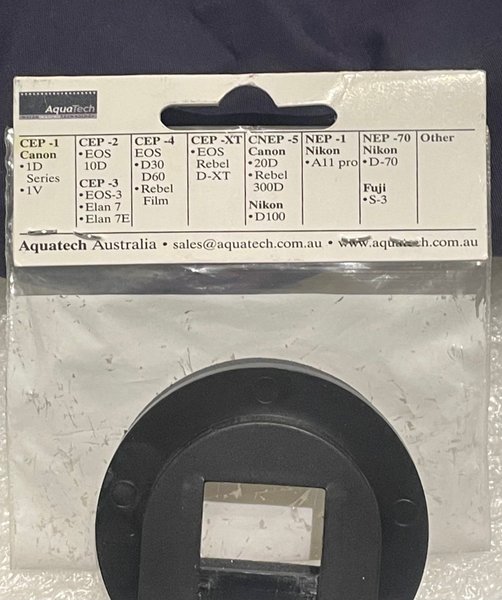 AquaTech
CEP -1
Canon
•1D
Series
•1V
CEP -2
•EOS
10D
CEP -3
•EOS-3
•Elan 7
•Elan 7E
CEP -4
EOS
•D30
D60
•Rebel
Film
CEP -XT
•EOS
Rebel
D-XT
CNEP -5
Canon
•20D
•Rebel
300D
Nikon
•D100
NEP -1
Nikon
•A11 pro
NEP -70
Nikon
•D-70
Fuji
•S-3
Other
Aquatech Australia • sales@aquatech.com.au • www.aquatech.com.au